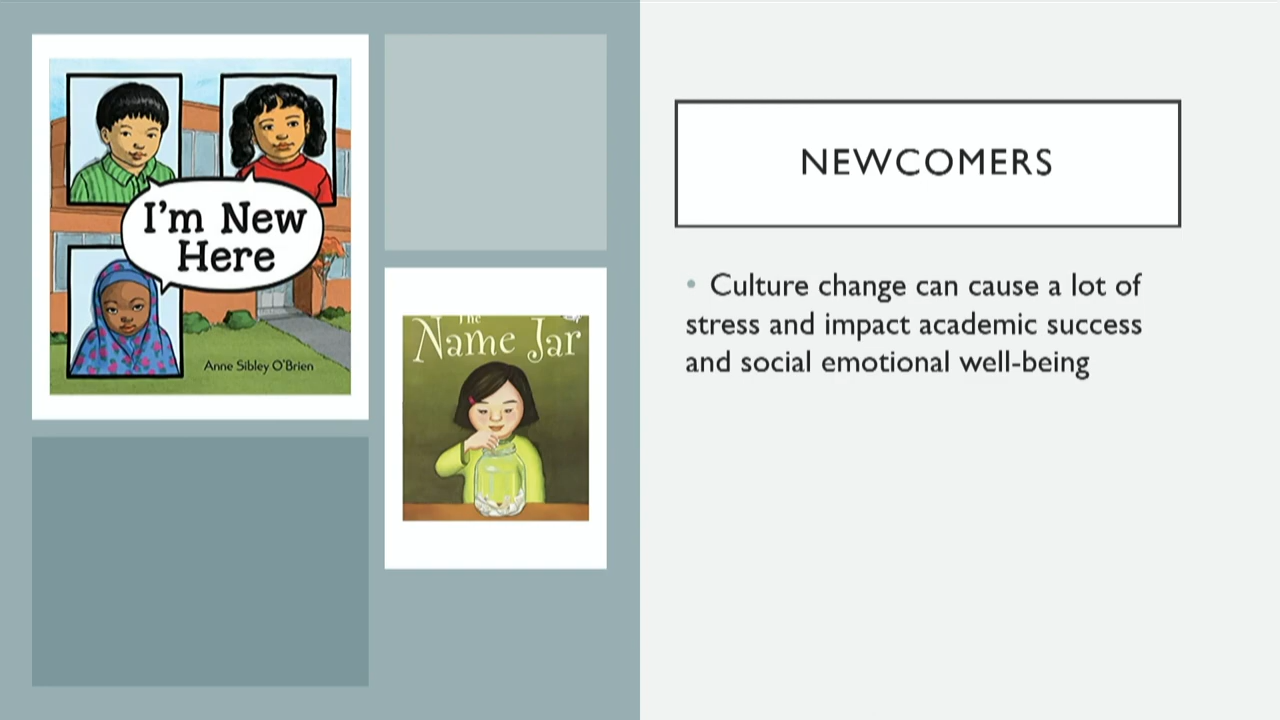 I'm New
Here
Anne Sibley O'Brien
The
Name Jar
NEWCOMERS
• Culture change can cause a lot of
stress and impact academic success
and social emotional well-being